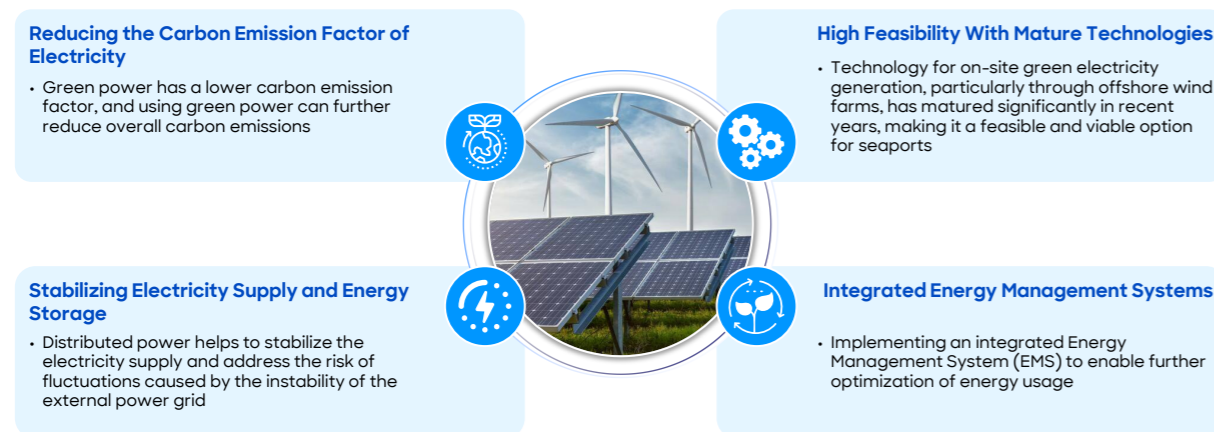 Reducing the Carbon Emission Factor of
Electricity
• Green power has a lower carbon emission
factor, and using green power can further
reduce overall carbon emissions
High Feasibility With Mature Technologies
• Technology for on-site green electricity
generation, particularly through offshore wind
farms, has matured significantly in recent
years, making it a feasible and viable option
for seaports
Stabilizing Electricity Supply and Energy
Storage
• Distributed power helps to stabilize the
electricity supply and address the risk of
fluctuations caused by the instability of the
external power grid
Integrated Energy Management Systems
• Implementing an integrated Energy
Management System (EMS) to enable further
optimization of energy usage